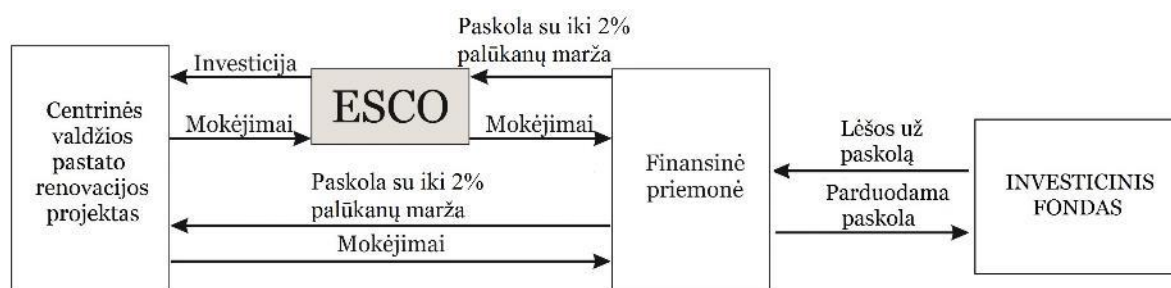 Centrinės
valdžios
pastato
renovacijos
projektas
Investicija
Mokėjimai
ESCO
Paskola su iki 2%
palūkanų marža
Mokėjimai
Paskola su iki 2%
palūkanų marža
Mokėjimai
Finansinė
priemonė
Lėšos už
paskolą
Parduodama
paskola
INVESTICINIS
FONDAS